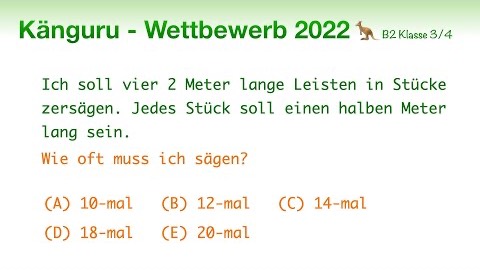 Känguru - Wettbewerb 2022 B2 Klasse 3/4
Ich soll vier 2 Meter lange Leisten in Stücke
zersägen. Jedes Stück soll einen halben Meter
lang sein.
Wie oft muss ich sägen?
(A) 10-mal (B) 12-mal (C) 14-mal
(D) 18-mal (E) 20-mal